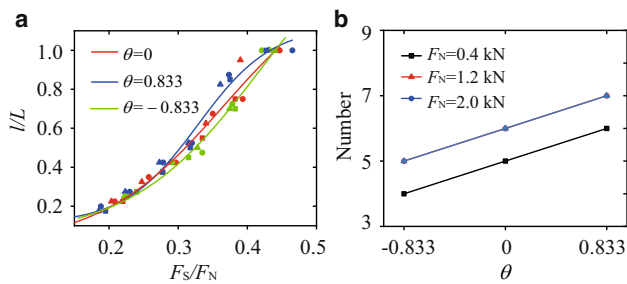 a
l/L
1.0
0.8
0.6
0.4
0.2
θ=0
θ=0.833
θ=−0.833
0.2
0.3
0.4
0.5
FS/FN
b
Number
9
7
5
3
FN=0.4 kN
FN=1.2 kN
FN=2.0 kN
-0.833
0
0.833
θ